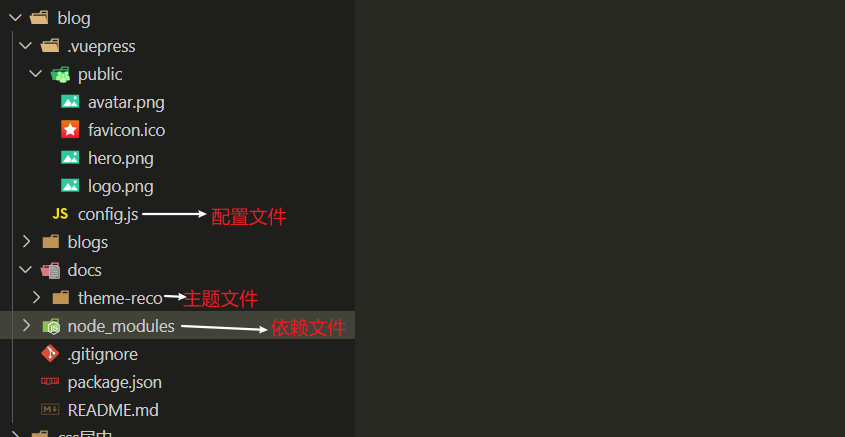 blog
.vuepress
public
avatar.png
favicon.ico
hero.png
logo.png
JS config.js 配置文件
blogs
docs
theme-reco 主题文件
node_modules 依赖文件
.gitignore
package.json
README.md